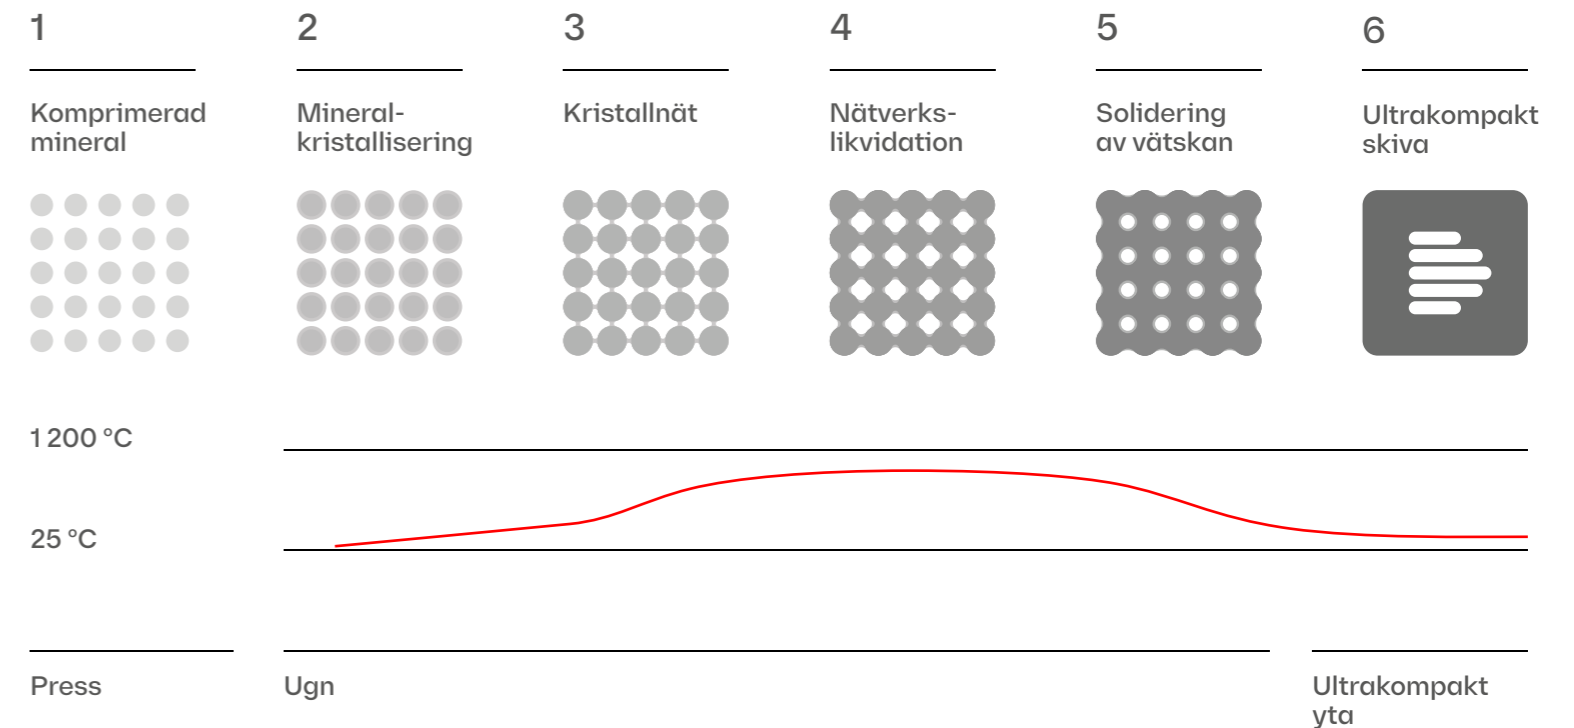 1
2
3
4
5
6
Komprimerad
mineral
Mineral-
kristallisering
Kristallnät
Nätverks-
likvidation
Solidering
av vätskan
Ultrakompakt
skiva
1 200 °C
25 °C
Press
Ugn
Ultrakompakt
yta